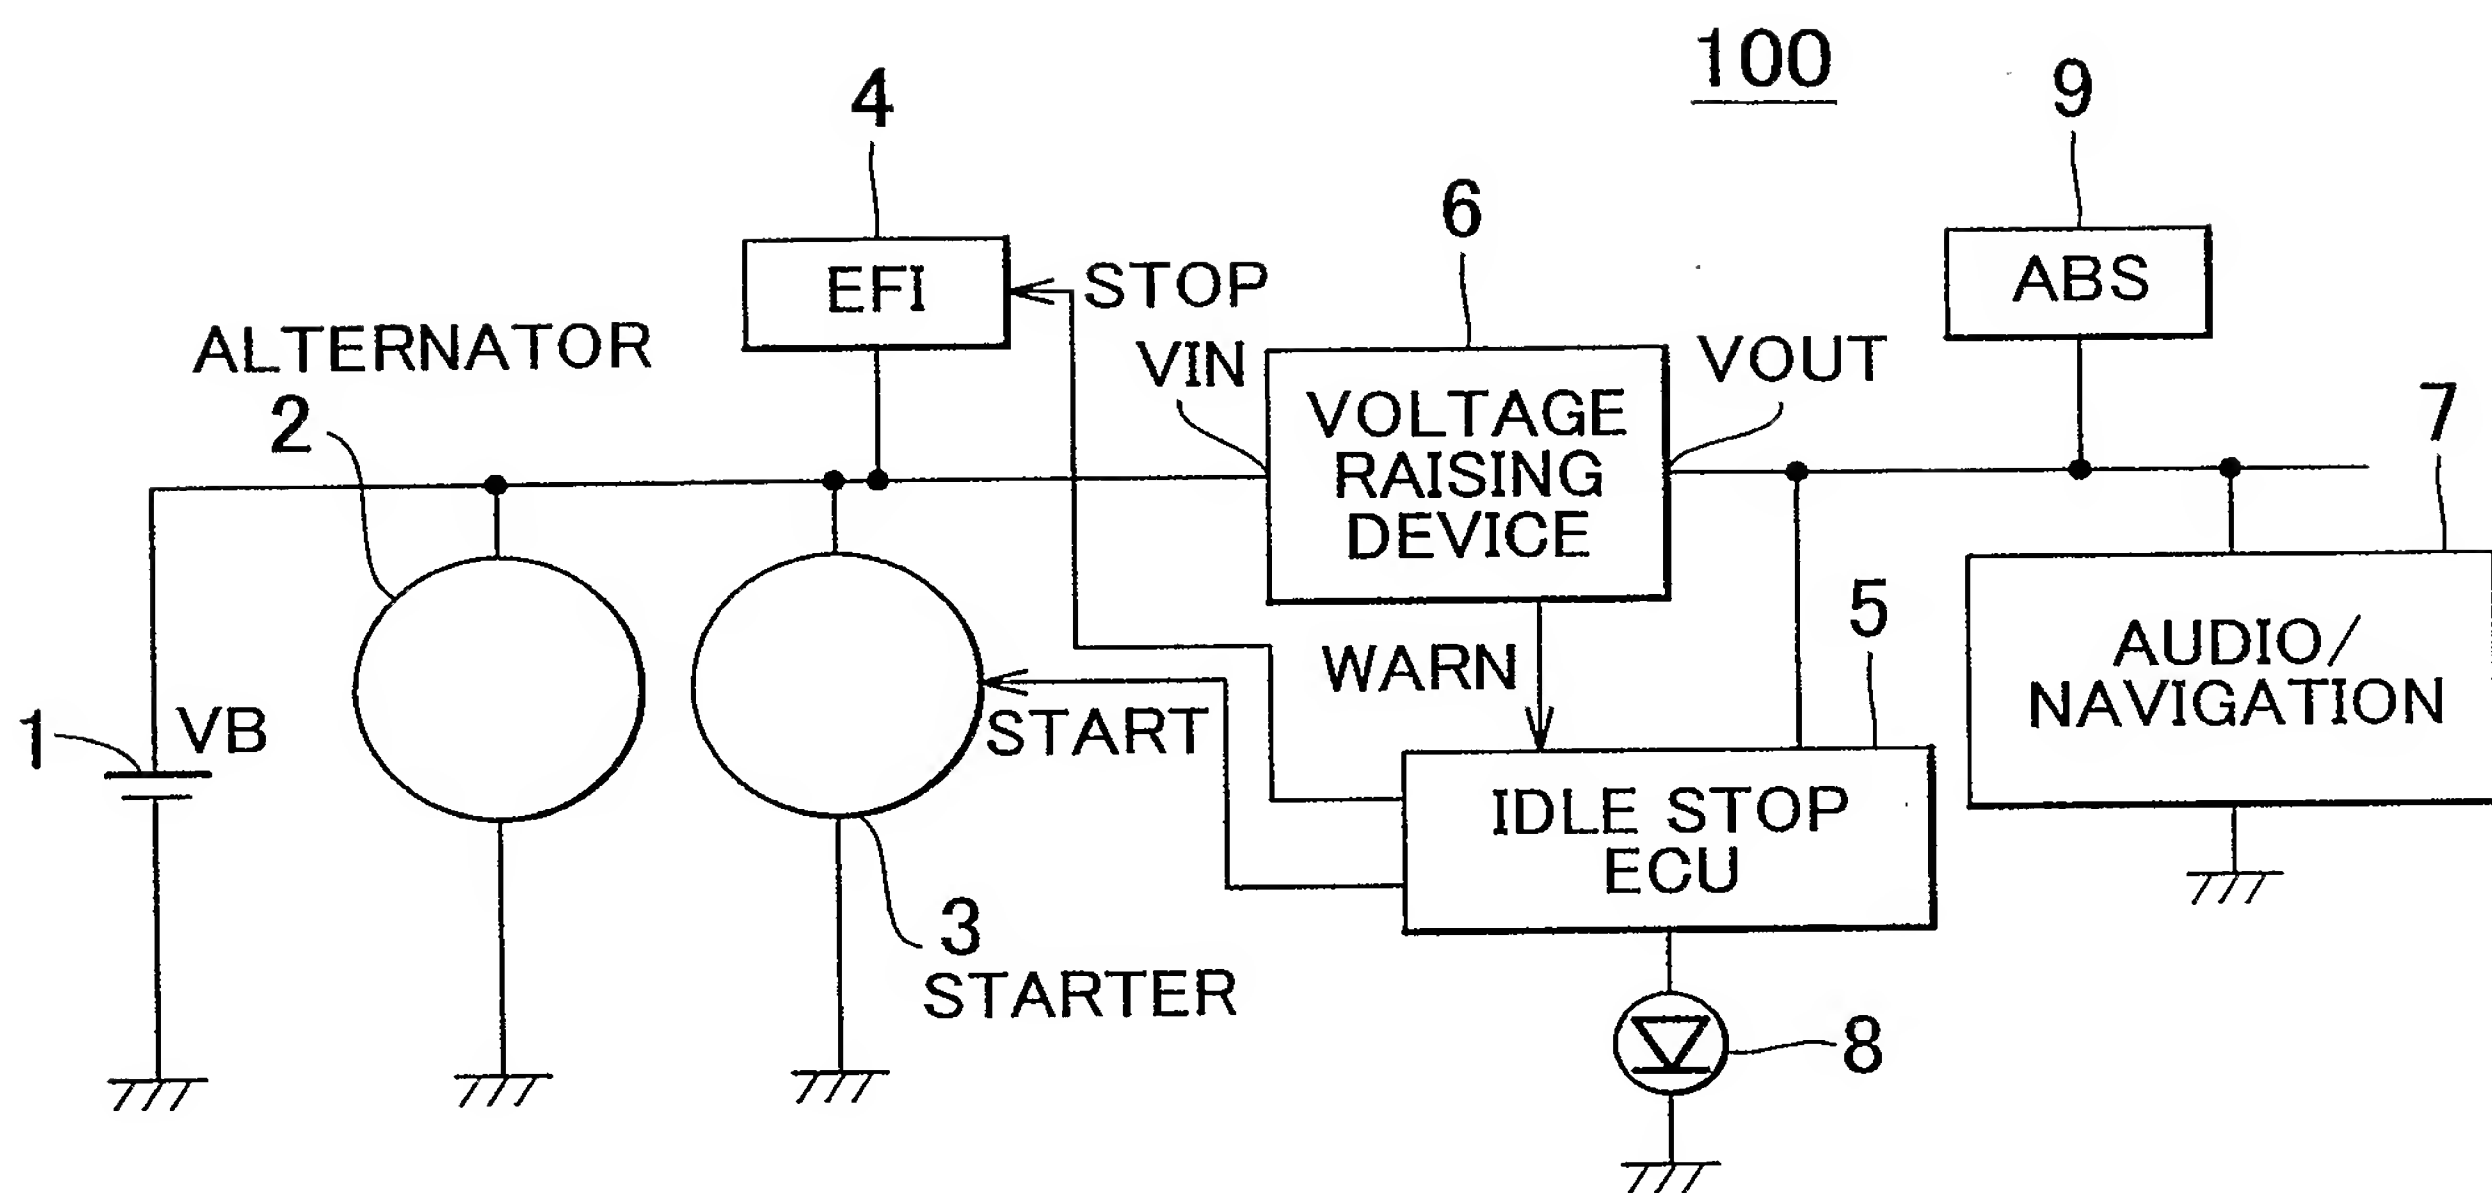 100
4
9
6
EFI
STOP
ABS
ALTERNATOR
VIN
VOUT
2
VOLTAGE
RAISING
DEVICE
7
5
WARN
AUDIO/
NAVIGATION
1
VB
START
IDLE STOP
ECU
3
STARTER
8